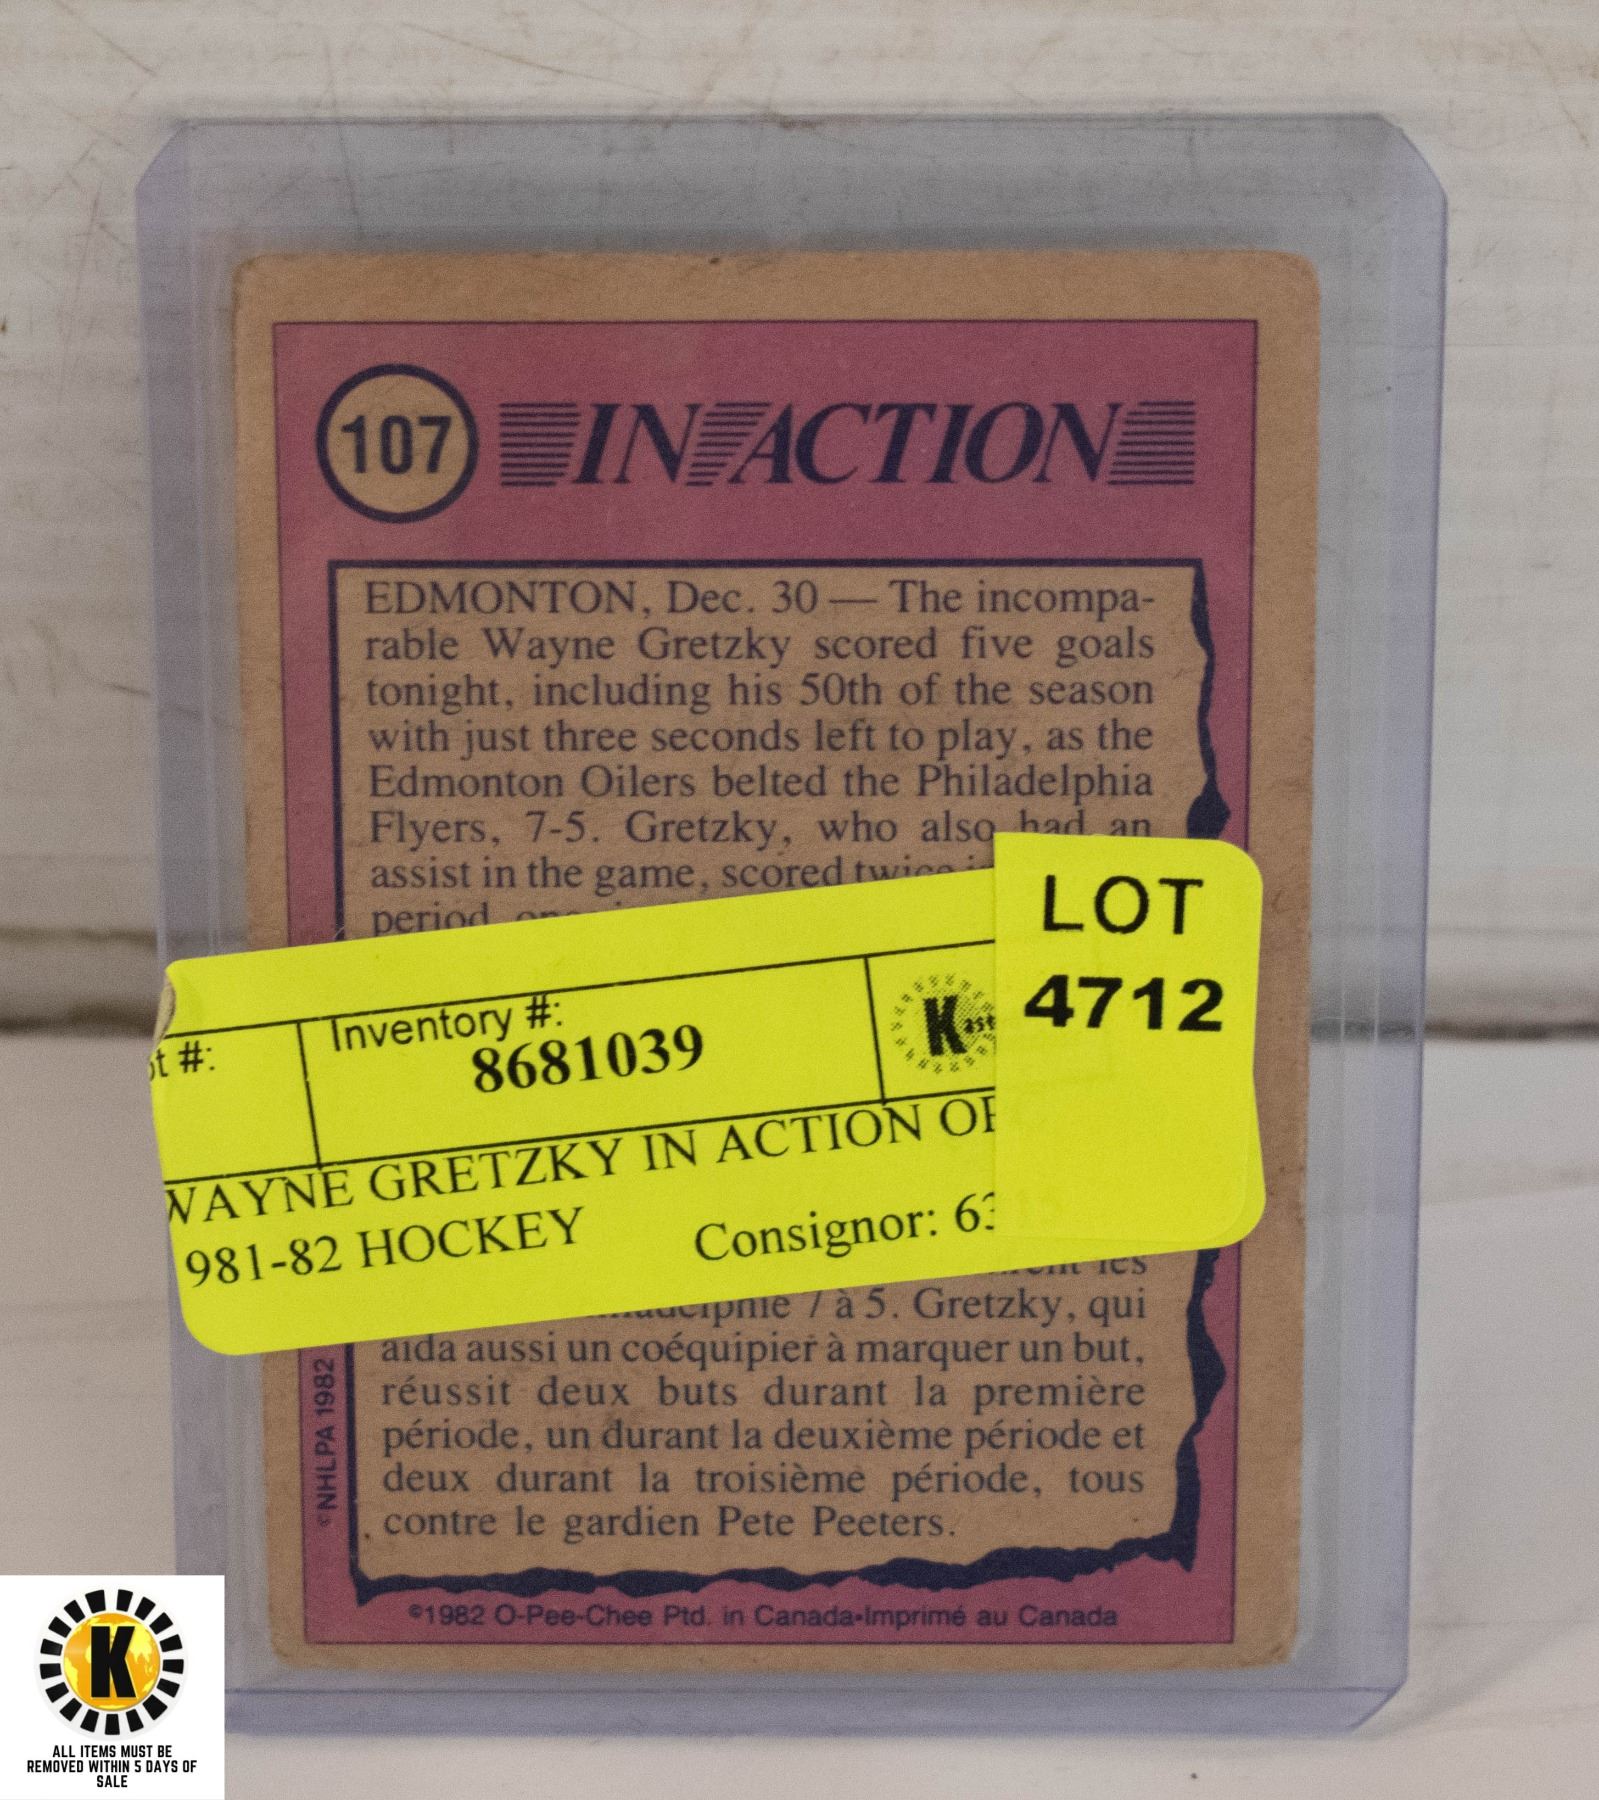 107
IN ACTION
EDMONTON, Dec. 30 — The incompa-
rable Wayne Gretzky scored five goals
tonight, including his 50th of the season
with just three seconds left to play, as the
Edmonton Oilers belted the Philadelphia
Flyers, 7-5. Gretzky, who also had an
assist in the game, scored twice
period
LOT
4712
#:
Inventory #:
8681039
K
WAYNE GRETZKY IN ACTION
981-82 HOCKEY
Consignor:
les
7 à 5. Gretzky, qui
aida aussi un coéquipier à marquer un but,
réussit deux buts durant la première
période, un durant la deuxième période et
deux durant la troisième période, tous
contre le gardien Pete Peeters.
©NHLPA 1982
©1982 O-Pee-Chee Ptd. in Canada•Imprimé au Canada
K
ALL ITEMS MUST BE
REMOVED WITHIN 5 DAYS OF
SALE